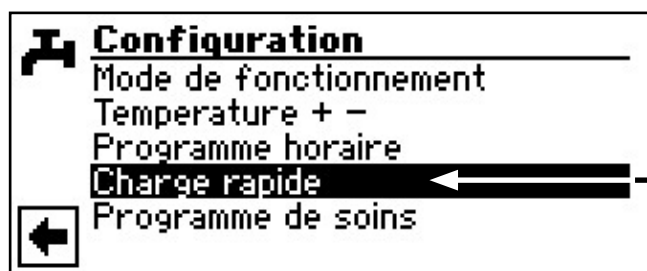 Configuration
Mode de fonctionnement
Temperature + −
Programme horaire
Charge rapide
Programme de soins